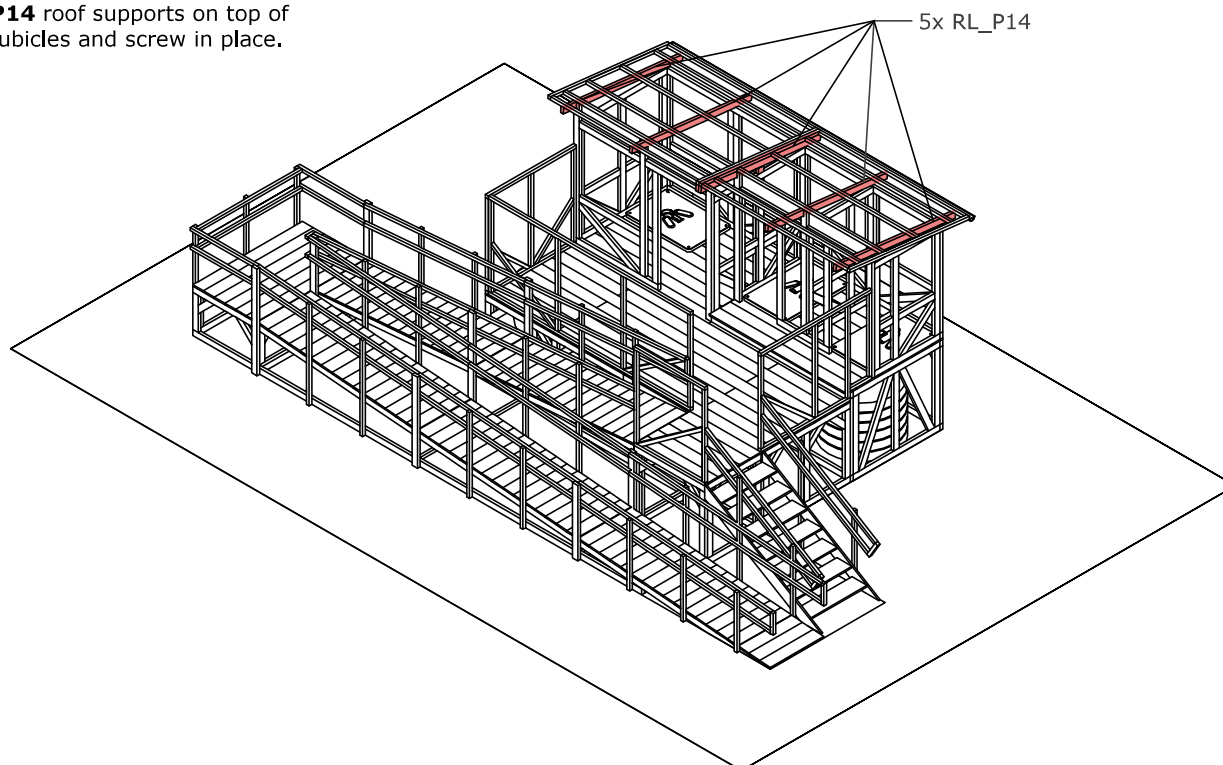 P14 roof supports on top of
ubicles and screw in place.
5x RL_P14